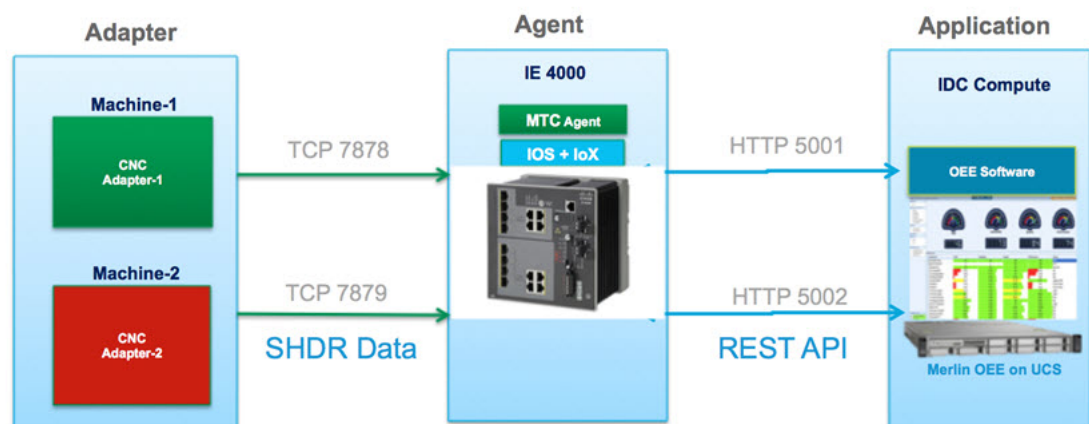 Adapter
Agent
Application
Machine-1
CNC
Adapter-1
Machine-2
CNC
Adapter-2
TCP 7878
TCP 7879
SHDR Data
IE 4000
MTC Agent
IOS + IoX
HTTP 5001
HTTP 5002
REST API
IDC Compute
OEE Software
Merlin OEE on UCS